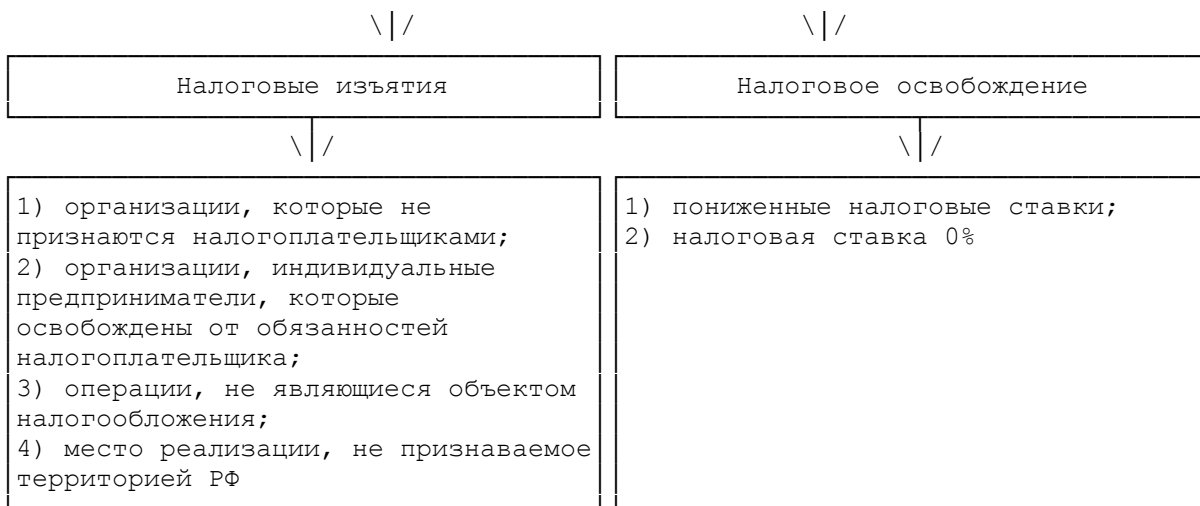 Налоговые изъятия
Налоговое освобождение
1) организации, которые не
признаются налогоплательщиками;
2) организации, индивидуальные
предприниматели, которые
освобождены от обязанностей
налогоплательщика;
3) операции, не являющиеся объектом
налогообложения;
4) место реализации, не признаваемое
территорией РФ
1) пониженные налоговые ставки;
2) налоговая ставка 0%